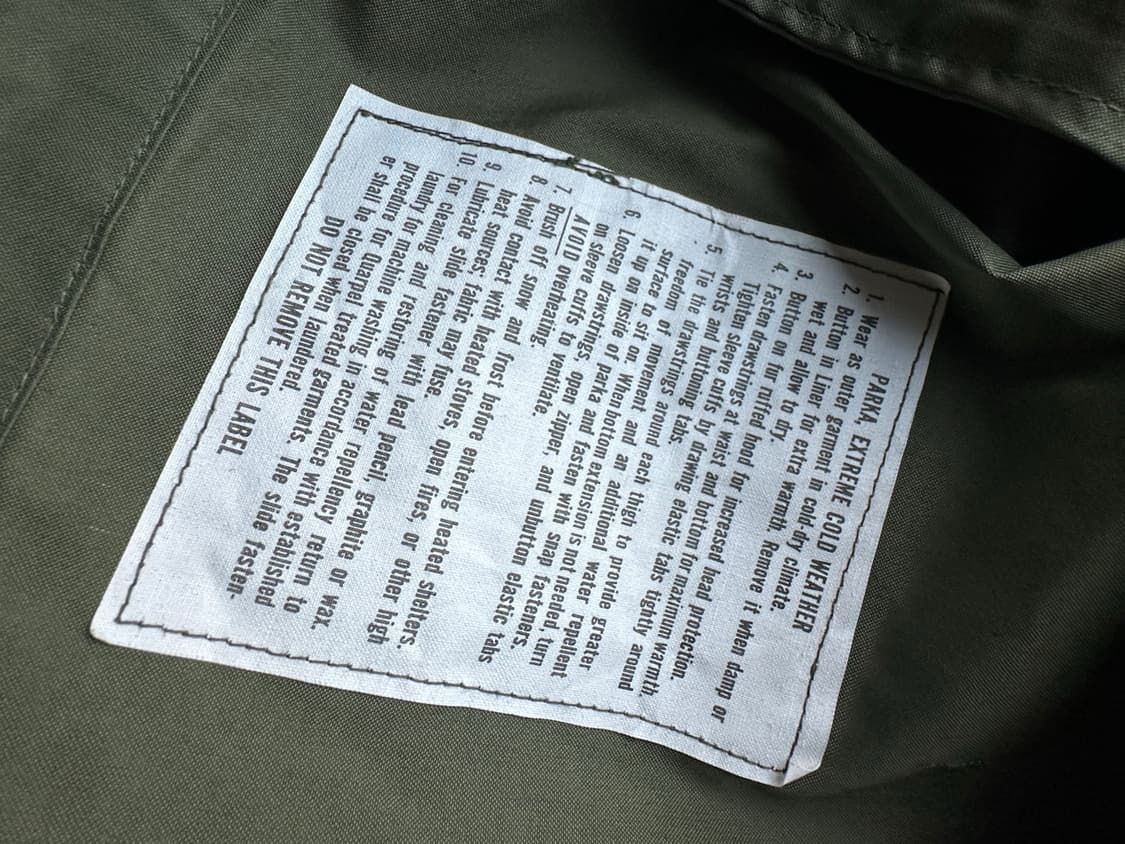 PARKA, EXTREME COLD WEATHER
1. Wear as outer garment in cold-dry climate.
2. Button in Liner for extra warmth. Remove it when damp or
wet and allow to dry.
3. Button on fur ruffed hood for increased head protection.
4. Fasten drawstrings at waist and bottom for maximum warmth.
Tighten sleeve cuffs by drawing elastic tabs tightly around
wrists and buttoning tabs.
5. Tie the drawstrings around each thigh to provide greater
freedom of movement and an additional water repellent
surface to sit on. When bottom extension is not needed, turn
it up on inside of parka and fasten with snap fasteners.
6. Loosen drawstrings, open zipper, and unbutton elastic tabs
on sleeve cuffs to ventilate.
AVOID overheating.
7. Brush off snow and frost before entering heated shelters.
8. Avoid contact with heated stoves, open fires, or other high
heat sources; fabric may fuse.
9. Lubricate slide fastener with lead pencil, graphite or wax.
10. For cleaning and restoring of water repellency return to
laundry for machine washing in accordance with established
procedure for Quarpel treated garments. The slide fasten-
er shall be closed when laundered.
DO NOT REMOVE THIS LABEL